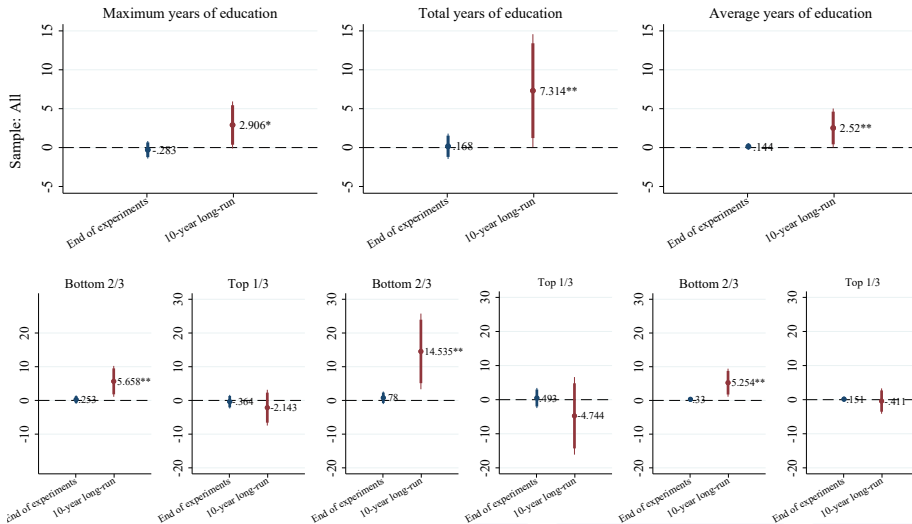 Maximum years of education
Total years of education
Average years of education
Sample: All
15
10
5
0
-5
-.283
2.906*
End of experiments
10-year long-run
15
10
5
0
-5
.168
7.314**
End of experiments
10-year long-run
15
10
5
0
-5
.144
2.52**
End of experiments
10-year long-run
Bottom 2/3
20
10
0
-10
.253
5.658**
End of experiments
10-year long-run
Top 1/3
30
20
10
0
-10
-20
-.364
-2.143
End of experiments
10-year long-run
Bottom 2/3
30
20
10
0
-10
-20
.78
14.535**
End of experiments
10-year long-run
Top 1/3
30
20
10
0
-10
-20
.493
-4.744
End of experiments
10-year long-run
Bottom 2/3
30
20
10
0
-10
-20
.33
5.254**
End of experiments
10-year long-run
Top 1/3
30
20
10
0
-10
-20
.151
-.411
End of experiments
10-year long-run